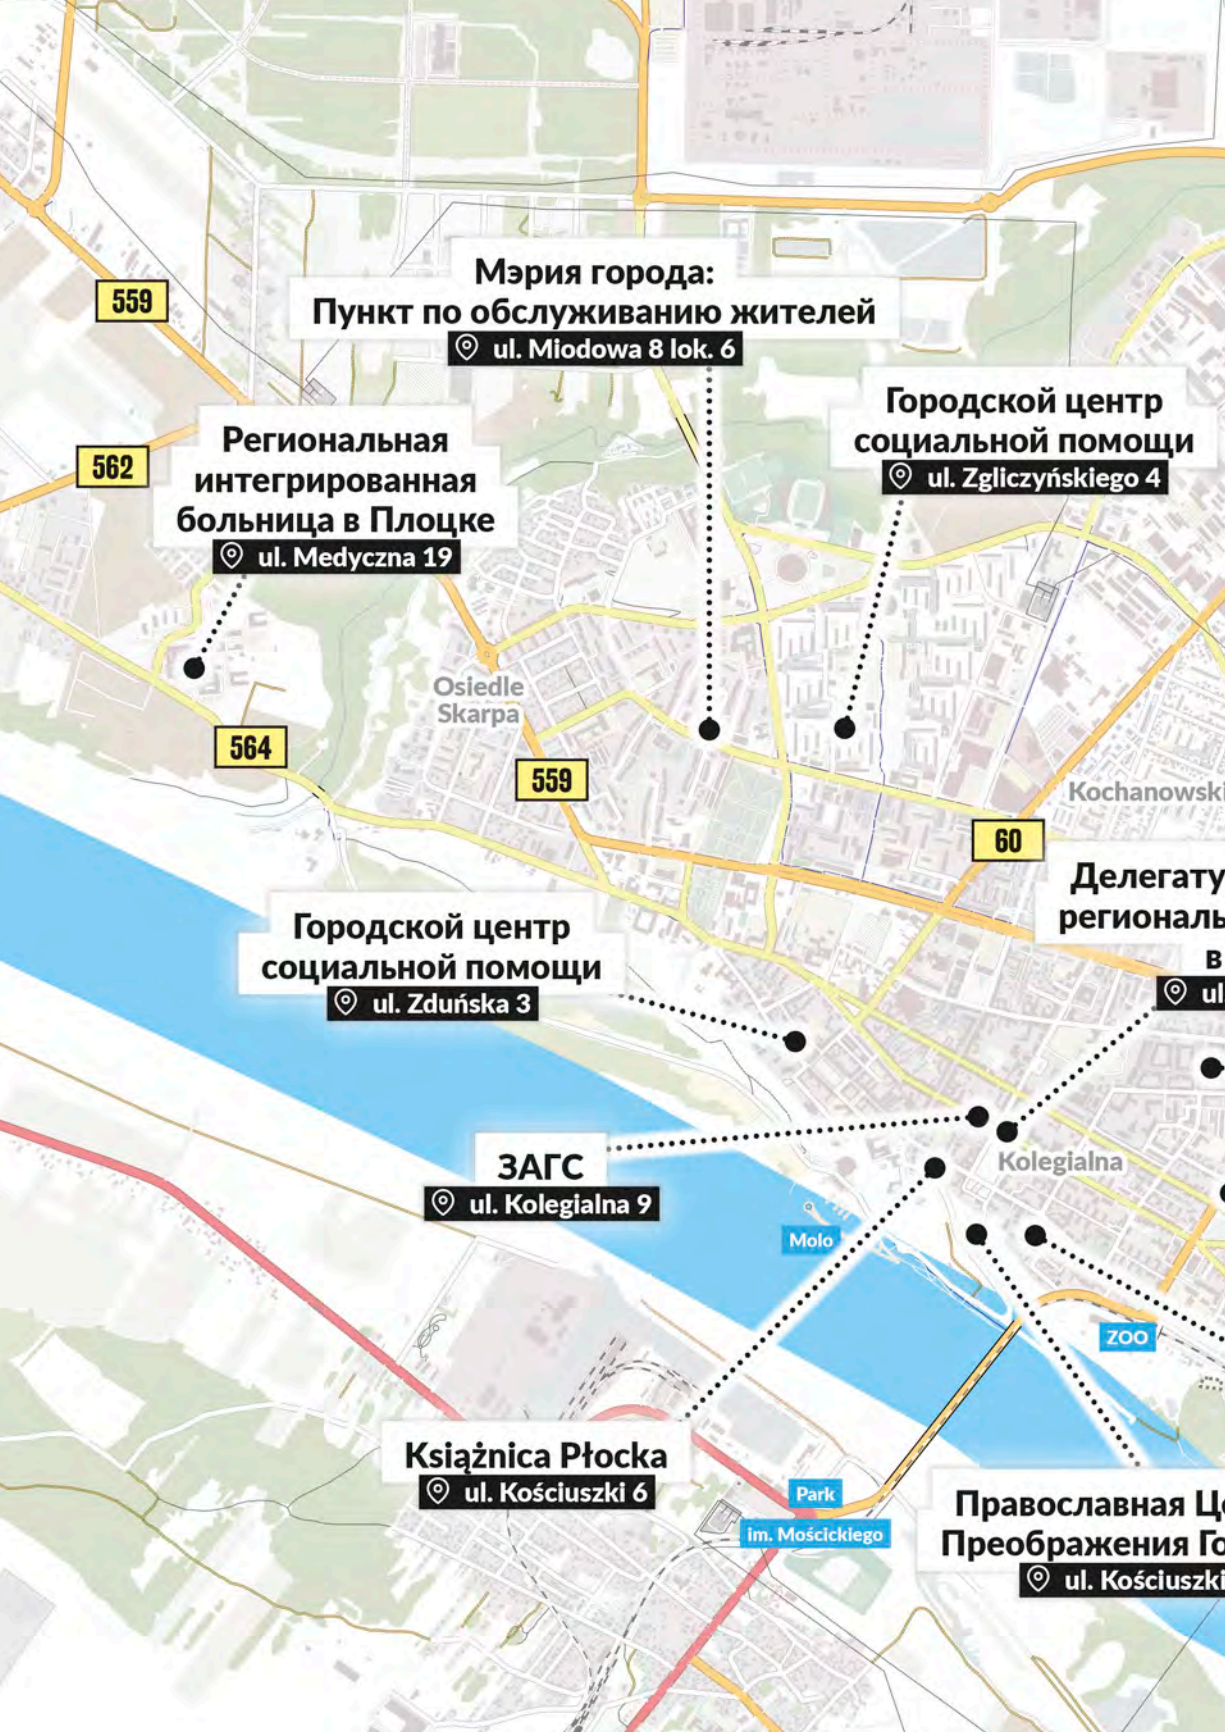 Мэрия города:
Пункт по обслуживанию жителей
ul. Miodowa 8 lok. 6
559
Городской центр
социальной помощи
ul. Zgliczyńskiego 4
562
Региональная
интегрированная
больница в Плоцке
ul. Medyczna 19
Osiedle
Skarpa
564
559
Kochanowski
60
Делегату
региональ
в
ul
Городской центр
социальной помощи
ul. Zduńska 3
ЗАГС
ul. Kolegialna 9
Kolegialna
Molo
ZOO
Książnica Płocka
ul. Kościuszki 6
Park
im. Mościckiego
Православная Це
Преображения Го
ul. Kościuszki